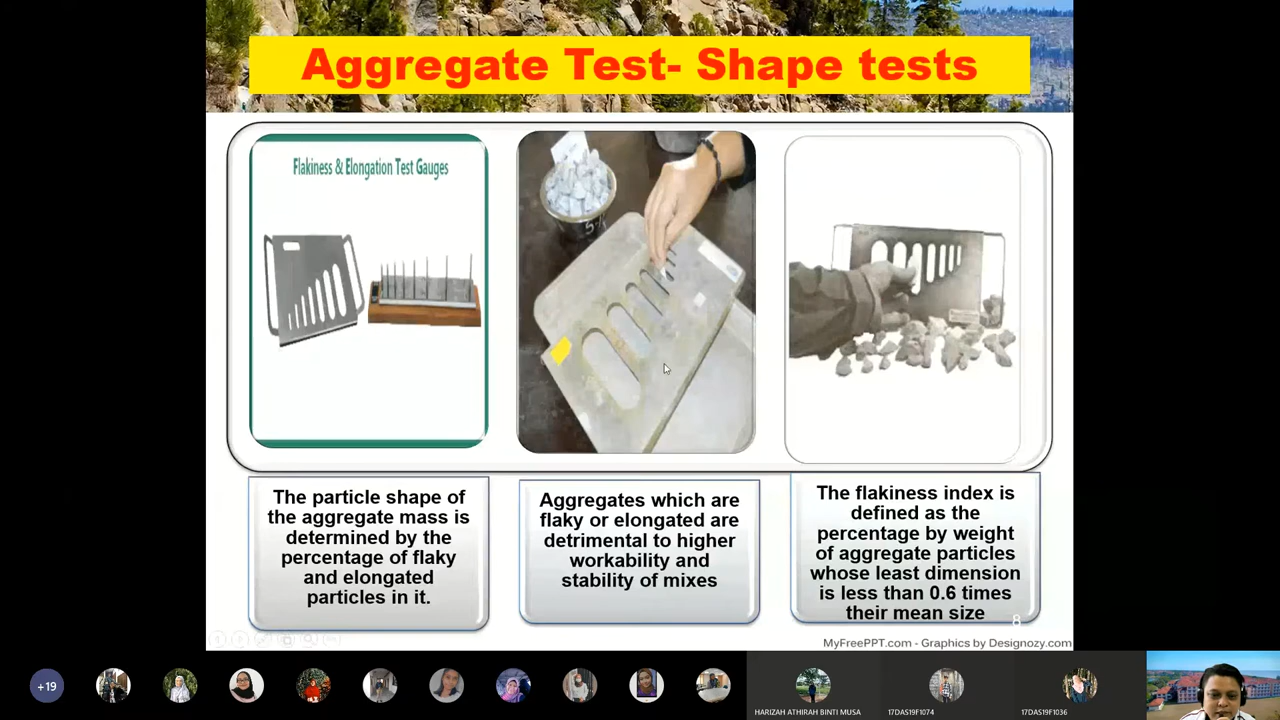 Aggregate Test- Shape tests
Flakiness & Elongation Test Gauges
The particle shape of
the aggregate mass is
determined by the
percentage of flaky
and elongated
particles in it.
Aggregates which are
flaky or elongated are
detrimental to higher
workability and
stability of mixes
The flakiness index is
defined as the
percentage by weight
of aggregate particles
whose least dimension
is less than 0.6 times
their mean size
8
MyFreePPT.com - Graphics by Designozy.com
+19
HARIZAH ATHIRAH BINTI MUSA
17DAS19F1074
17DAS19F1036